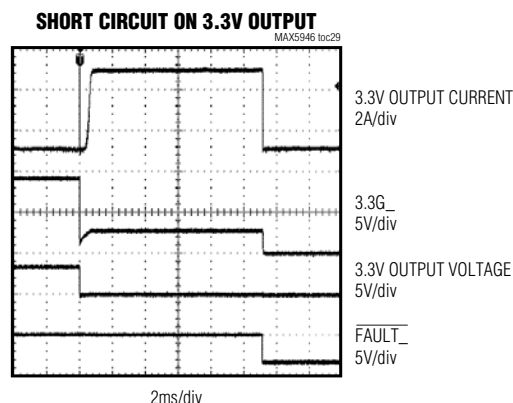 SHORT CIRCUIT ON 3.3V OUTPUT
MAX5946 toc29
3.3V OUTPUT CURRENT
2A/div
3.3G_
5V/div
3.3V OUTPUT VOLTAGE
5V/div
FAULT_
5V/div
2ms/div